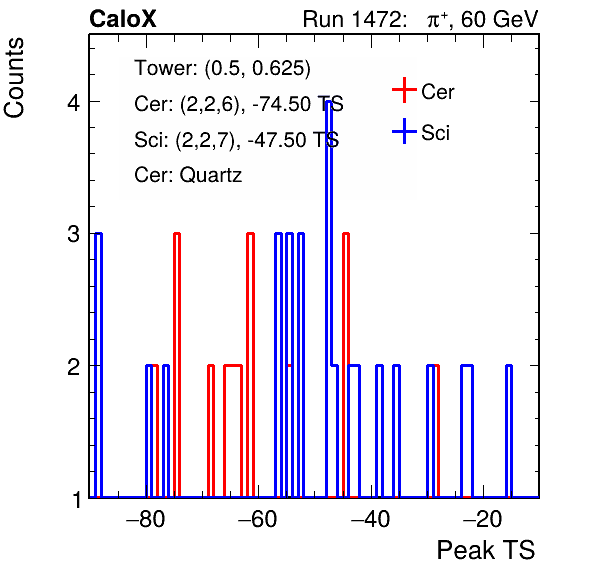 CaloX Run 1472: π⁺, 60 GeV
Counts
Tower: (0.5, 0.625)
Cer: (2,2,6), -74.50 TS
Sci: (2,2,7), -47.50 TS
Cer: Quartz
Cer
Sci
4
3
2
1
−80 −60 −40 −20
Peak TS